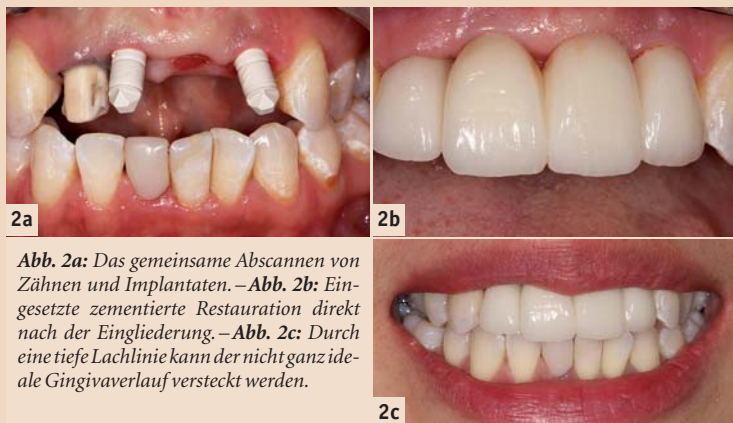 2a
2b
Abb. 2a: Das gemeinsame Abscannen von
Zähnen und Implantaten. – Abb. 2b: Ein-
gesetzte zementierte Restauration direkt
nach der Eingliederung. – Abb. 2c: Durch
eine tiefe Lachlinie kann der nicht ganz ide-
ale Gingivaverlauf versteckt werden.
2c